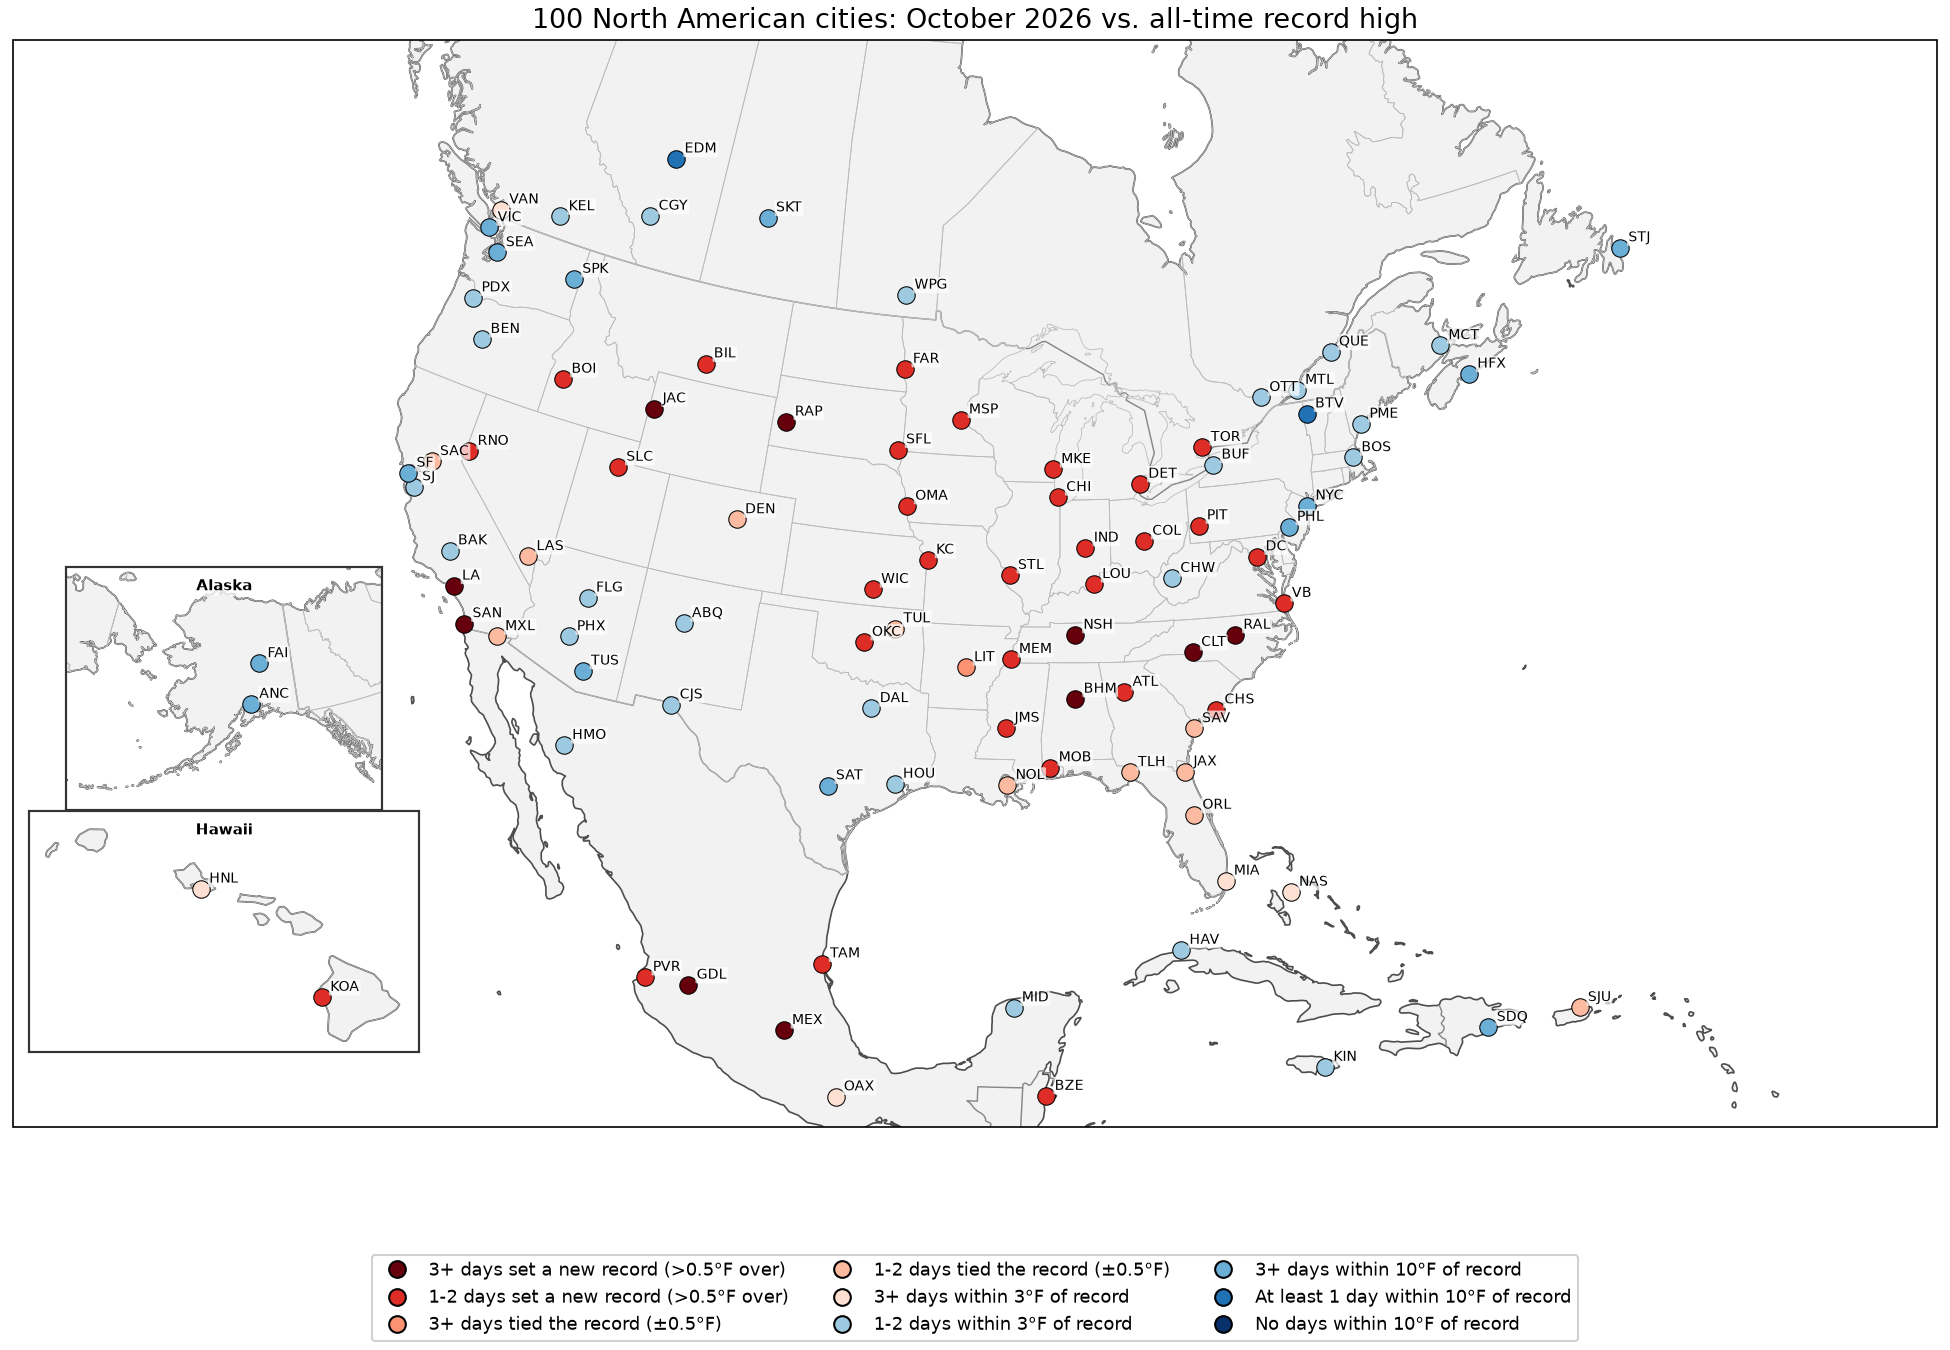 100 North American cities: October 2026 vs. all-time record high
EDM
VAN
KEL
CGY
SKT
VIC
SEA
STJ
SPK
PDX
WPG
BEN
QUE
MCT
BIL
FAR
HFX
BOI
OTT
MTL
JAC
RAP
MSP
BTV
PME
RNO
SFL
TOR
SAC
SF
SLC
MKE
BUF
BOS
SJ
CHI
DET
OMA
NYC
DEN
PIT
PHL
BAK
LAS
KC
IND
COL
DC
LA
FLG
WIC
STL
LOU
CHW
VB
SAN
MXL
PHX
ABQ
TUL
OKC
NSH
RAL
CLT
TUS
LIT
MEM
CJS
DAL
BHM
ATL
CHS
HMO
JMS
SAV
SAT
HOU
NOL
MOB
TLH
JAX
ORL
MIA
NAS
HAV
PVR
GDL
TAM
MID
SJU
MEX
SDQ
KIN
OAX
BZE
Alaska
FAI
ANC
Hawaii
HNL
KOA
3+ days set a new record (>0.5°F over)
1-2 days set a new record (>0.5°F over)
3+ days tied the record (±0.5°F)
1-2 days tied the record (±0.5°F)
3+ days within 3°F of record
1-2 days within 3°F of record
3+ days within 10°F of record
At least 1 day within 10°F of record
No days within 10°F of record